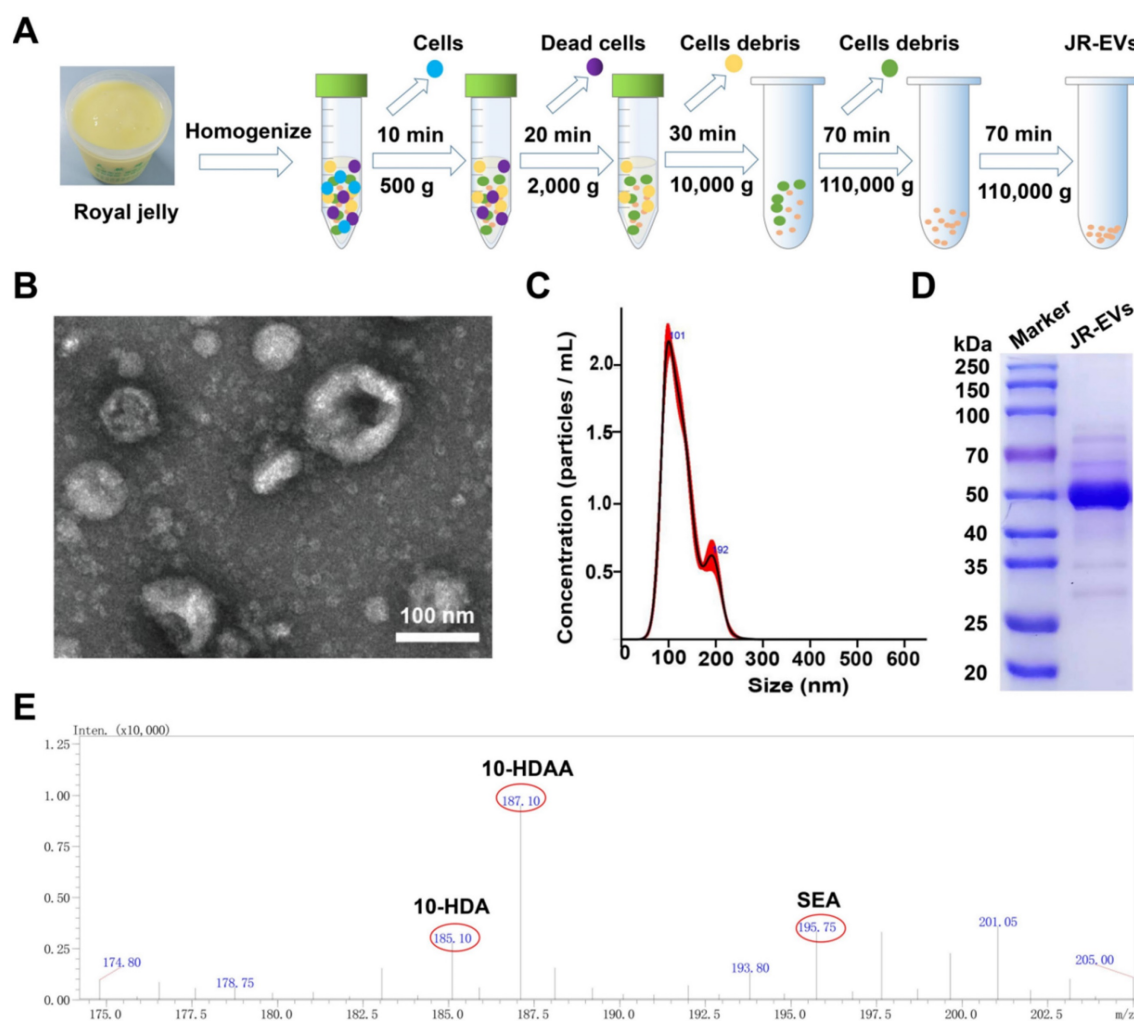 A
Cells
Dead cells
Cells debris
Cells debris
JR-EVs
Homogenize
10 min
20 min
30 min
70 min
70 min
500 g
2,000 g
10,000 g
110,000 g
110,000 g
Royal jelly
B
100 nm
C
Concentration (particles / mL)
2.0
1.5
1.0
0.5
101
192
0 100 200 300 400 500 600
Size (nm)
D
kDa
Marker
JR-EVs
250
150
100
70
50
40
35
25
20
E
Inten. (x10,000)
1.25
1.00
0.75
0.50
0.25
0.00
10-HDAA
187.10
10-HDA
185.10
SEA
195.75
201.05
174.80
178.75
193.80
205.00
175.0 177.5 180.0 182.5 185.0 187.5 190.0 192.5 195.0 197.5 200.0 202.5 m/z